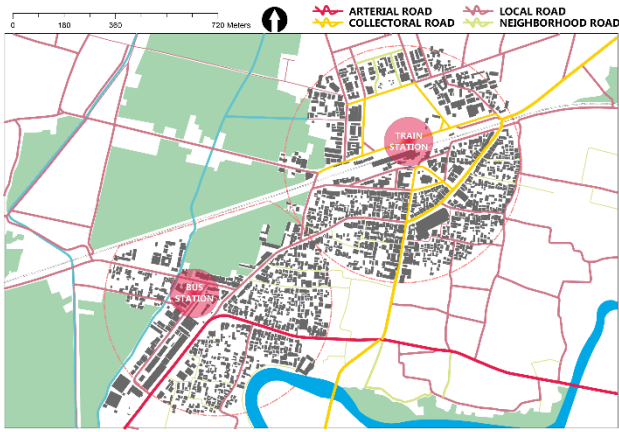 0 180 360 720 Meters
ARTERIAL ROAD
COLLECTORAL ROAD
LOCAL ROAD
NEIGHBORHOOD ROAD
TRAIN
STATION
BUS
STATION